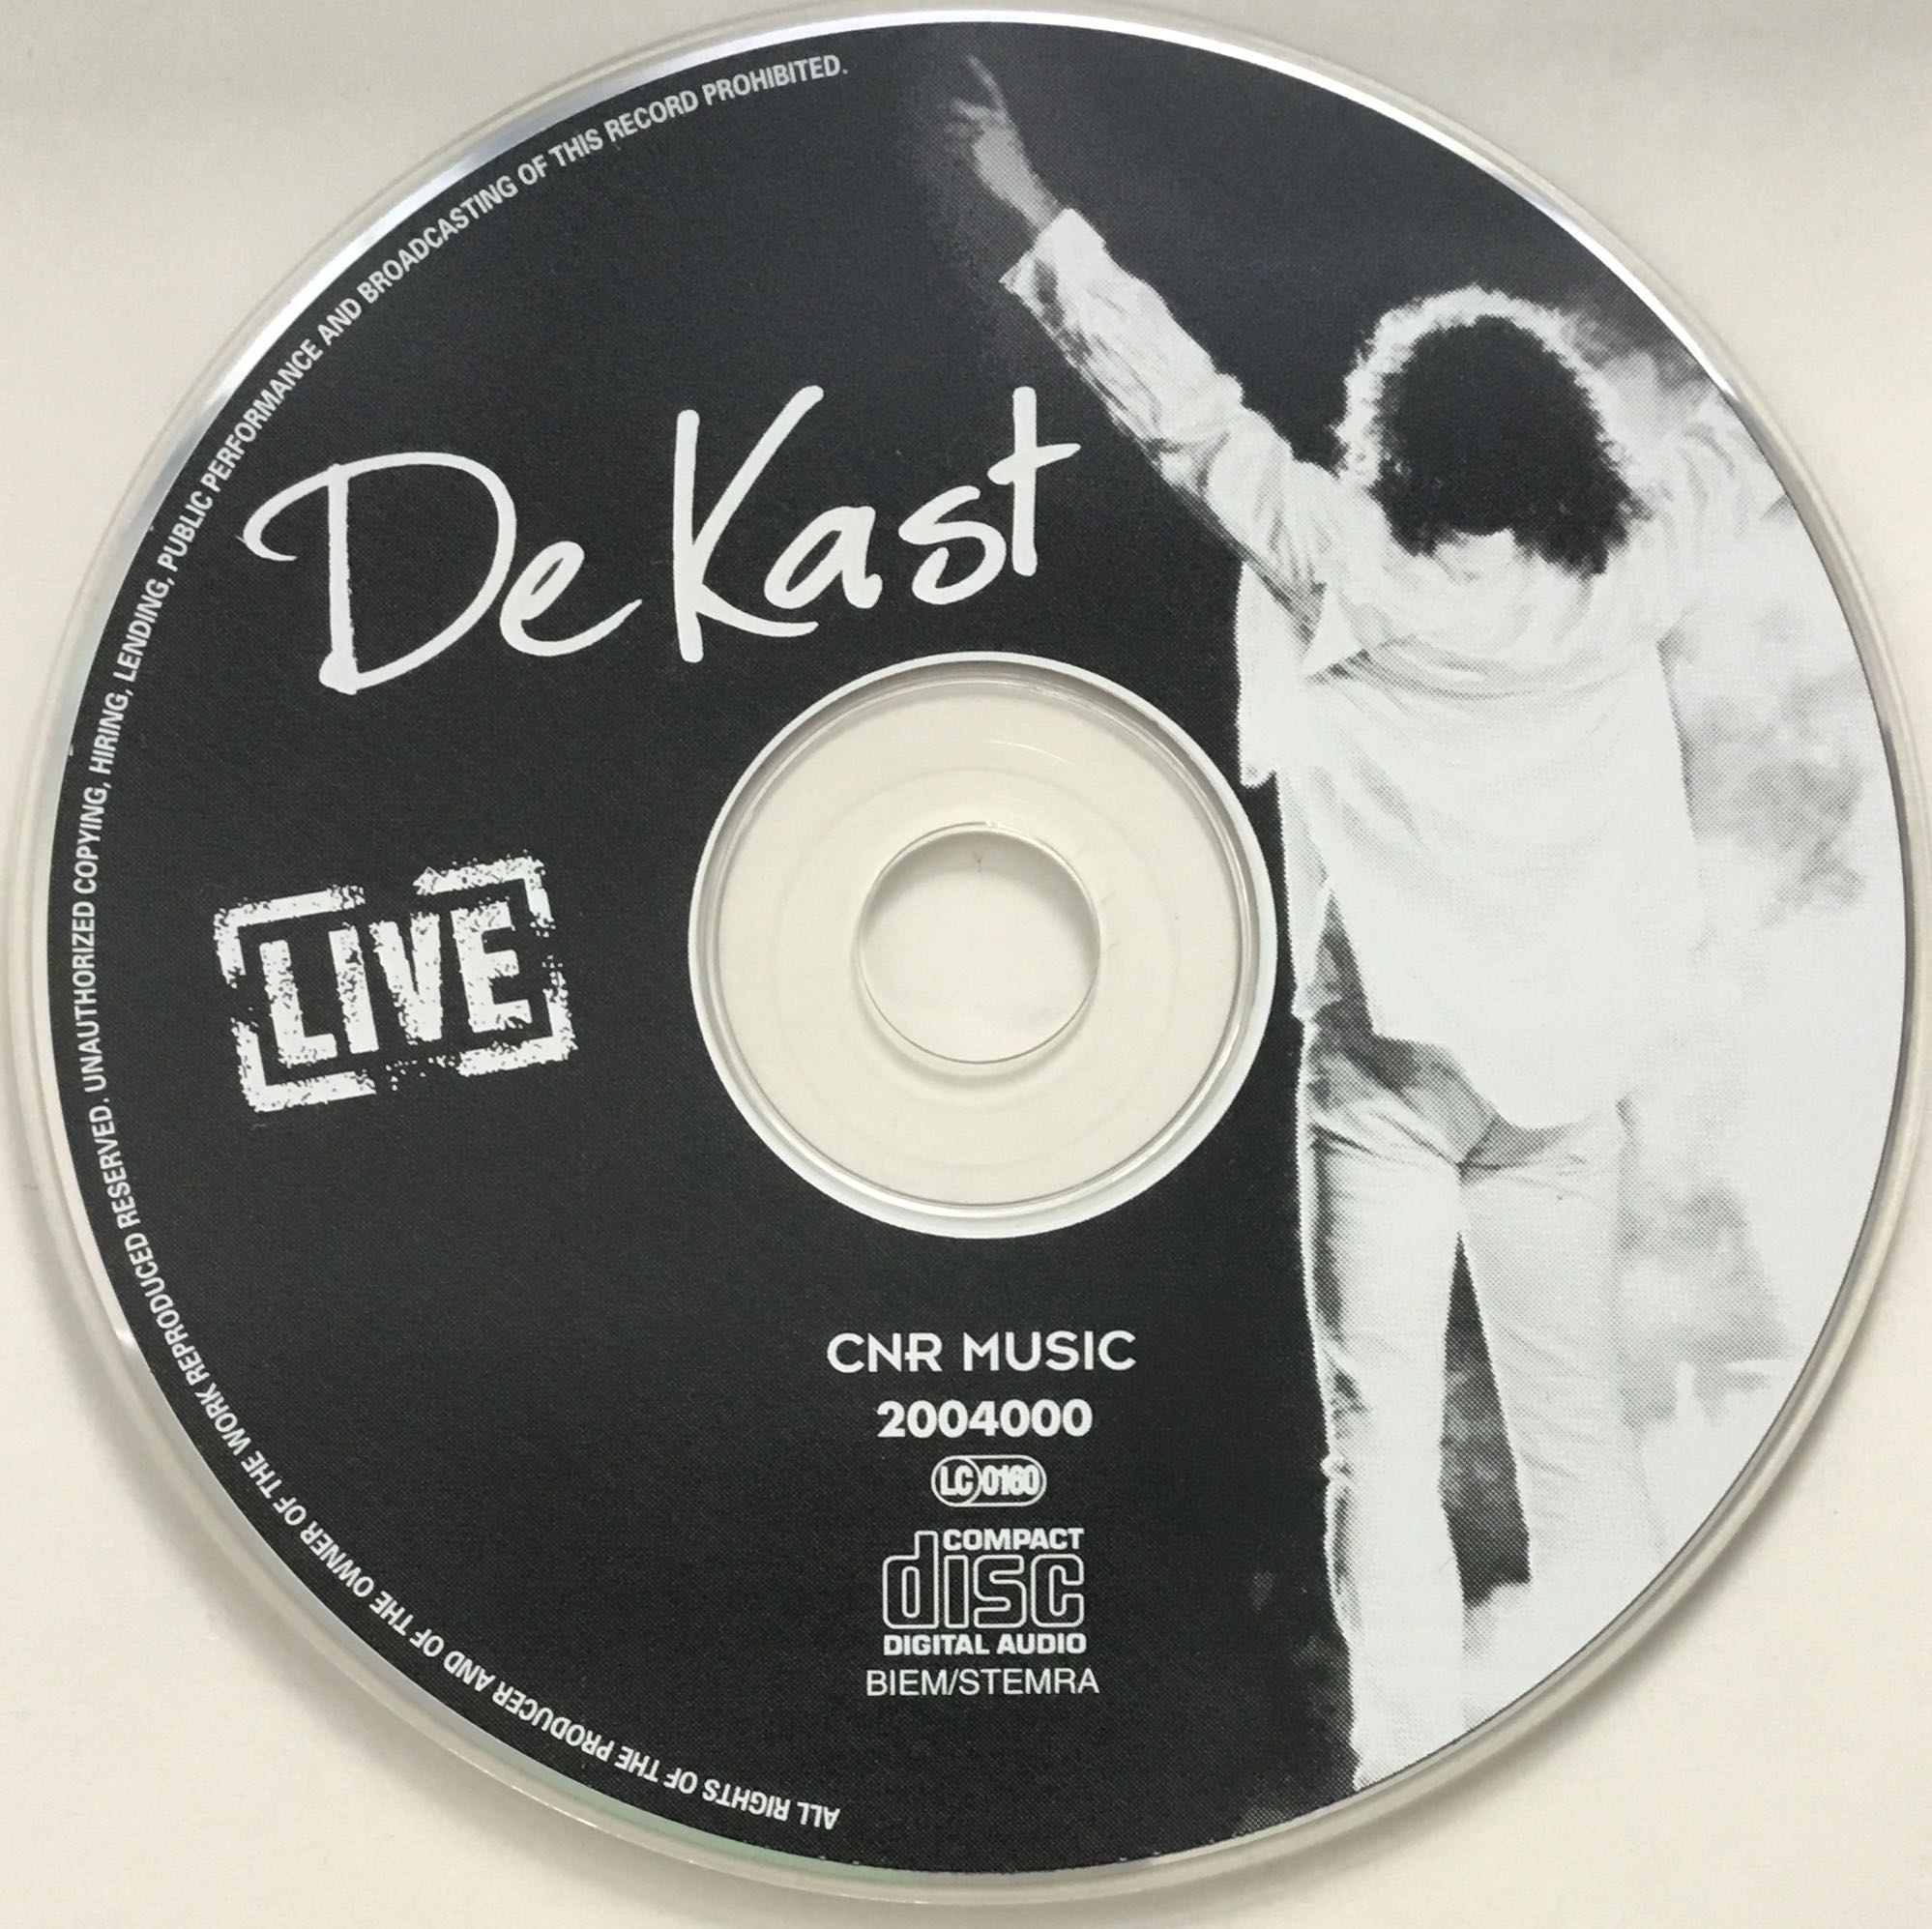 De Kast
LIVE
CNR MUSIC
2004000
LC 0160
COMPACT
disc
DIGITAL AUDIO
BIEM/STEMRA
ALL RIGHTS OF THE PRODUCER AND OF THE OWNER OF THE WORK REPRODUCED RESERVED. UNAUTHORIZED COPYING, HIRING, LENDING, PUBLIC PERFORMANCE AND BROADCASTING OF THIS RECORD PROHIBITED.